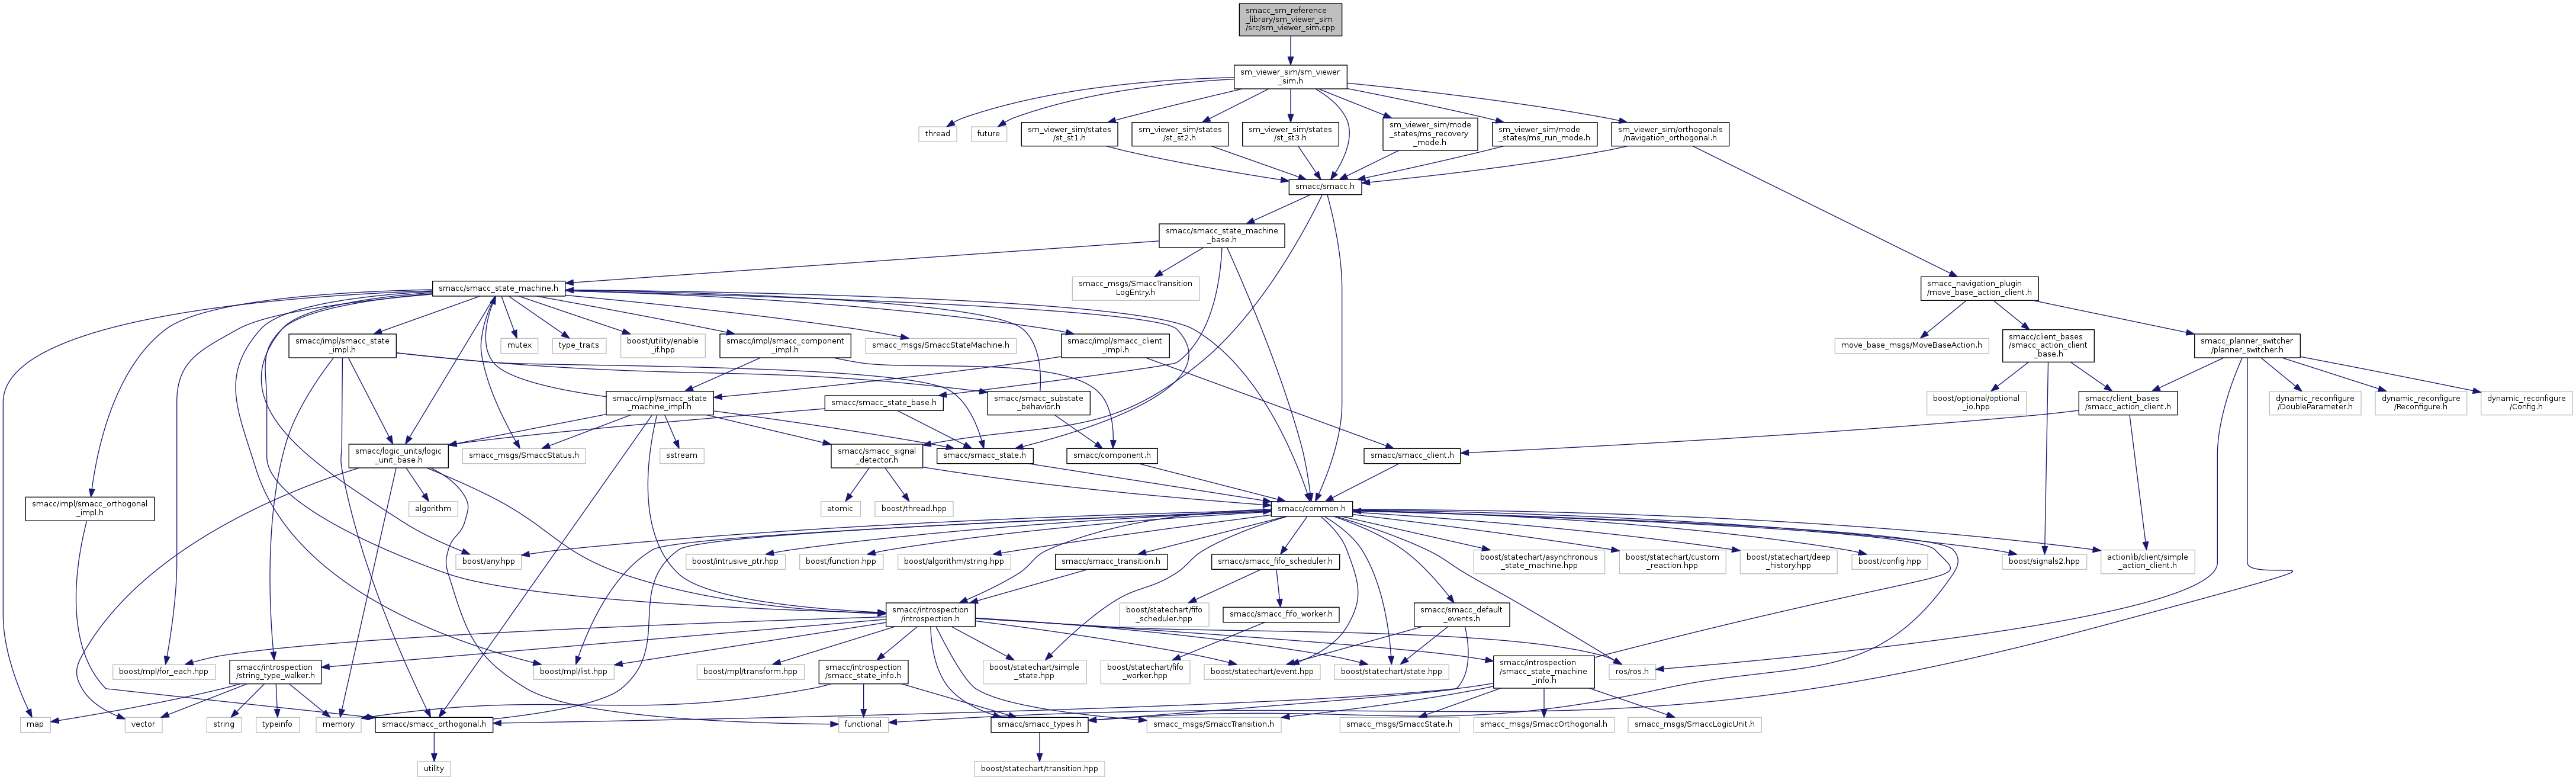 smacc_sm_reference
_library/sm_viewer_sim
/src/sm_viewer_sim.cpp
sm_viewer_sim/sm_viewer
_sim.h
thread
future
sm_viewer_sim/states
/st_st1.h
sm_viewer_sim/states
/st_st2.h
sm_viewer_sim/states
/st_st3.h
sm_viewer_sim/mode
_states/ms_recovery
_mode.h
sm_viewer_sim/mode
_states/ms_run_mode.h
sm_viewer_sim/orthogonals
/navigation_orthogonal.h
smacc/smacc.h
smacc/smacc_state_machine
_base.h
smacc/smacc_state_machine.h
smacc_msgs/SmaccTransition
LogEntry.h
smacc_navigation_plugin
/move_base_action_client.h
smacc/impl/smacc_state
_impl.h
mutex
type_traits
boost/utility/enable
_if.hpp
smacc/impl/smacc_component
_impl.h
smacc_msgs/SmaccStateMachine.h
smacc/impl/smacc_client
_impl.h
move_base_msgs/MoveBaseAction.h
smacc/client_bases
/smacc_action_client
_base.h
smacc_planner_switcher
/planner_switcher.h
smacc/impl/smacc_state
_machine_impl.h
smacc/smacc_state_base.h
smacc/smacc_substate
_behavior.h
boost/optional/optional
_io.hpp
smacc/client_bases
/smacc_action_client.h
dynamic_reconfigure
/DoubleParameter.h
dynamic_reconfigure
/Reconfigure.h
dynamic_reconfigure
/Config.h
smacc/logic_units/logic
_unit_base.h
smacc_msgs/SmaccStatus.h
sstream
smacc/smacc_signal
_detector.h
smacc/smacc_state.h
smacc/component.h
smacc/smacc_client.h
smacc/impl/smacc_orthogonal
_impl.h
algorithm
atomic
boost/thread.hpp
smacc/common.h
boost/any.hpp
boost/intrusive_ptr.hpp
boost/function.hpp
boost/algorithm/string.hpp
smacc/smacc_transition.h
smacc/smacc_fifo_scheduler.h
boost/statechart/asynchronous
_state_machine.hpp
boost/statechart/custom
_reaction.hpp
boost/statechart/deep
_history.hpp
boost/config.hpp
boost/signals2.hpp
actionlib/client/simple
_action_client.h
smacc/introspection
/introspection.h
boost/statechart/fifo
_scheduler.hpp
smacc/smacc_fifo_worker.h
smacc/smacc_default
_events.h
boost/mpl/for_each.hpp
smacc/introspection
/string_type_walker.h
boost/mpl/list.hpp
boost/mpl/transform.hpp
smacc/introspection
/smacc_state_info.h
boost/statechart/simple
_state.hpp
boost/statechart/fifo
_worker.hpp
boost/statechart/event.hpp
boost/statechart/state.hpp
smacc/introspection
/smacc_state_machine
_info.h
ros/ros.h
map
vector
string
typeinfo
memory
smacc/smacc_orthogonal.h
functional
smacc/smacc_types.h
smacc_msgs/SmaccTransition.h
smacc_msgs/SmaccState.h
smacc_msgs/SmaccOrthogonal.h
smacc_msgs/SmaccLogicUnit.h
utility
boost/statechart/transition.hpp